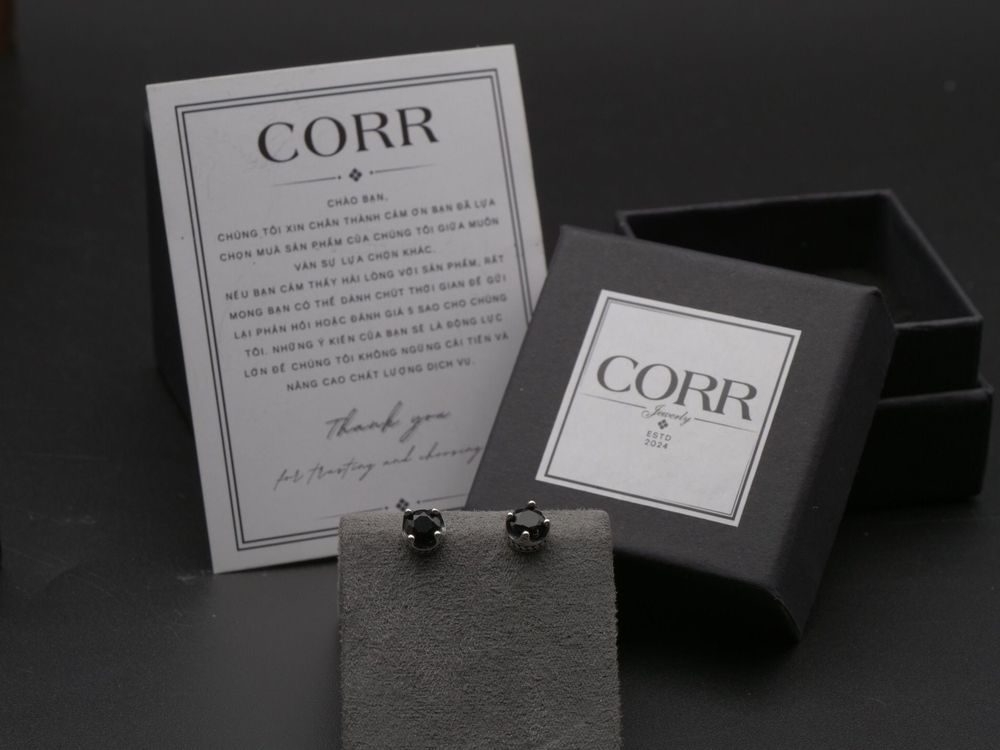 CORR
CHÀO BẠN,
CHÚNG TÔI XIN CHÂN THÀNH CẢM ƠN BẠN ĐÃ LỰA
CHỌN MUA SẢN PHẨM CỦA CHÚNG TÔI GIỮA MUÔN
VÀN SỰ LỰA CHỌN KHÁC.
NẾU BẠN CẢM THẤY HÀI LÒNG VỚI SẢN PHẨM, RẤT
MONG BẠN CÓ THỂ DÀNH CHÚT THỜI GIAN ĐỂ GỬI
LẠI PHẢN HỒI HOẶC ĐÁNH GIÁ 5 SAO CHO CHÚNG
TÔI. NHỮNG Ý KIẾN CỦA BẠN SẼ LÀ ĐỘNG LỰC
LỚN ĐỂ CHÚNG TÔI KHÔNG NGỪNG CẢI TIẾN VÀ
NÂNG CAO CHẤT LƯỢNG DỊCH VỤ.
Thank you
for trusting and choosing
CORR
Jewerly
ESTD
2024